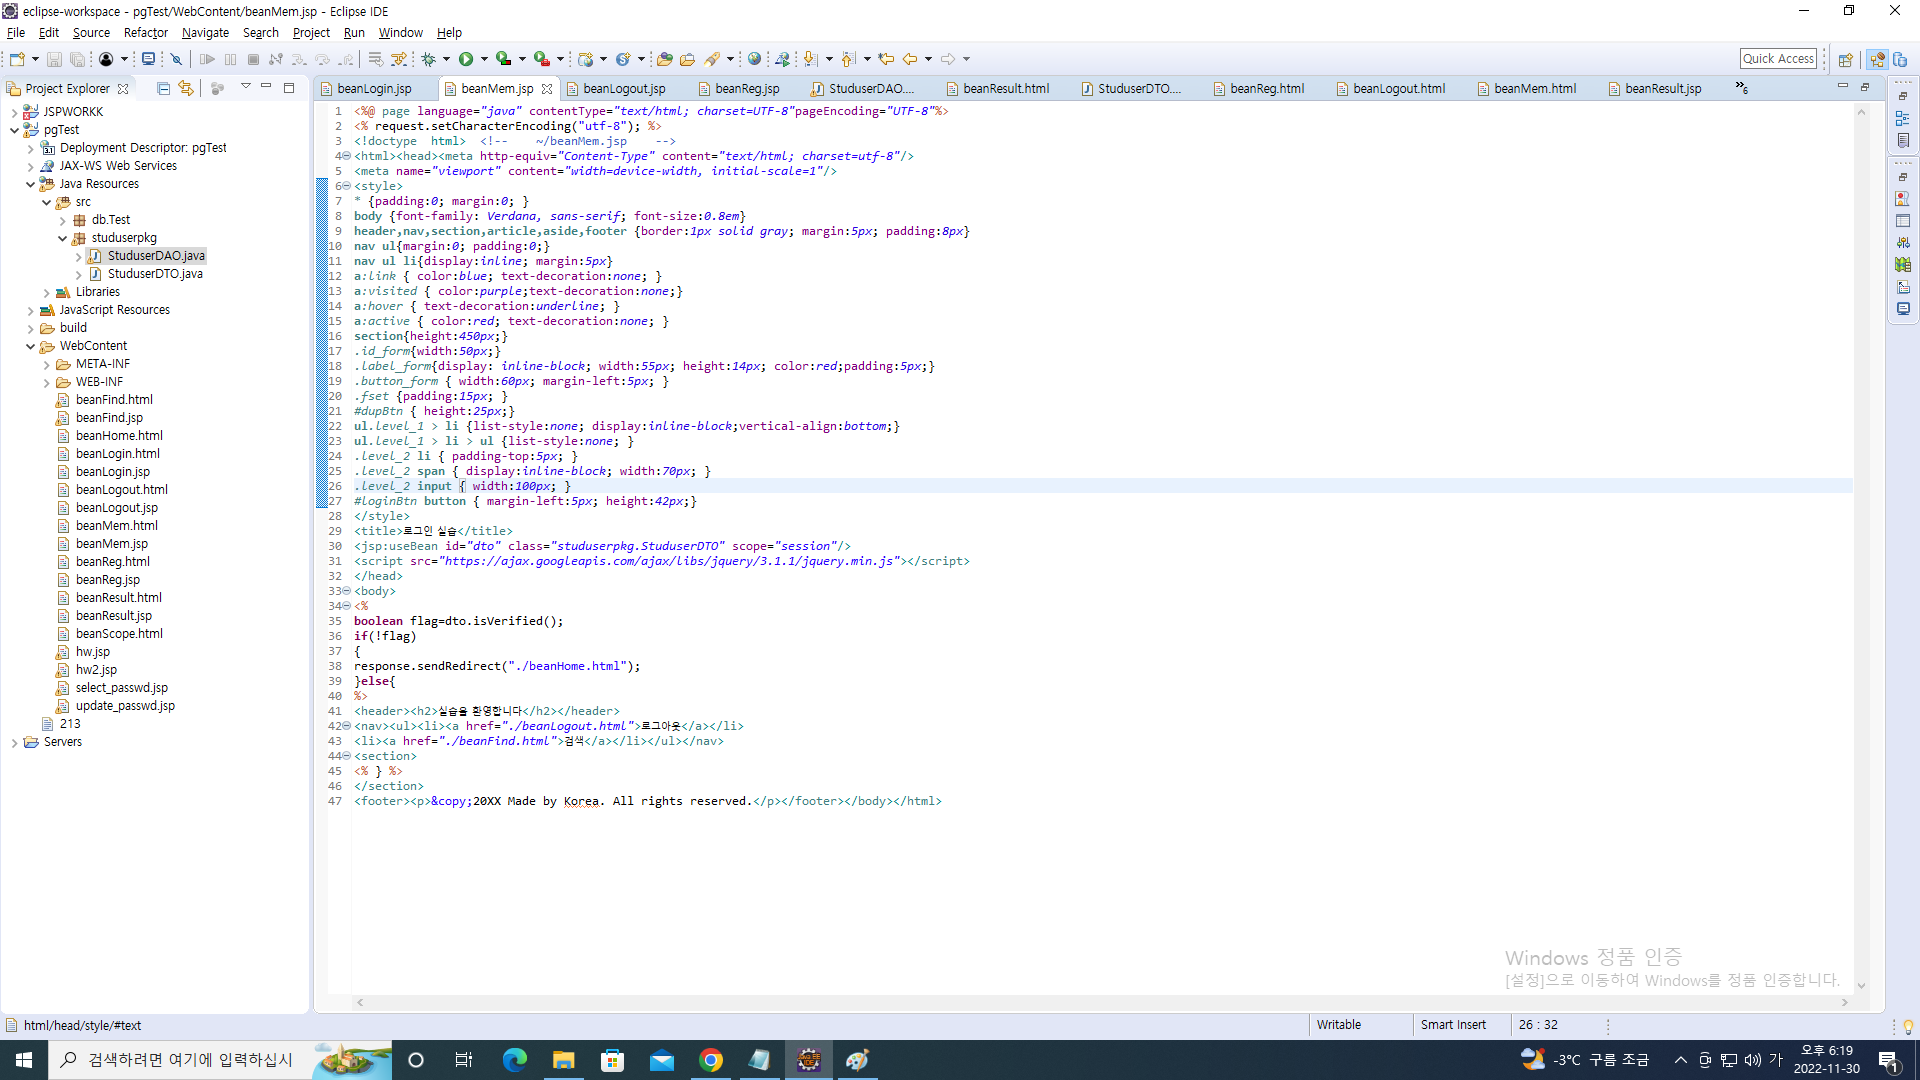 eclipse-workspace - pgTest/WebContent/beanMem.jsp - Eclipse IDE
File Edit Source Refactor Navigate Search Project Run Window Help
Quick Access
Project Explorer
beanLogin.jsp beanMem.jsp beanLogout.jsp beanReg.jsp StuduserDAO.... beanResult.html StuduserDTO.... beanReg.html beanLogout.html beanMem.html beanResult.jsp »6
JSPWORKK
pgTest
Deployment Descriptor: pgTest
JAX-WS Web Services
Java Resources
src
db.Test
studuserpkg
StuduserDAO.java
StuduserDTO.java
Libraries
JavaScript Resources
build
WebContent
META-INF
WEB-INF
beanFind.html
beanFind.jsp
beanHome.html
beanLogin.html
beanLogin.jsp
beanLogout.html
beanLogout.jsp
beanMem.html
beanMem.jsp
beanReg.html
beanReg.jsp
beanResult.html
beanResult.jsp
beanScope.html
hw.jsp
hw2.jsp
select_passwd.jsp
update_passwd.jsp
213
Servers
1 <%@ page language="java" contentType="text/html; charset=UTF-8"pageEncoding="UTF-8"%>
2 <% request.setCharacterEncoding("utf-8"); %>
3 <!doctype  html>  <!--    ~/beanMem.jsp    -->
4 <html><head><meta http-equiv="Content-Type" content="text/html; charset=utf-8"/>
5 <meta name="viewport" content="width=device-width, initial-scale=1"/>
6 <style>
7 * {padding:0; margin:0; }
8 body {font-family: Verdana, sans-serif; font-size:0.8em}
9 header,nav,section,article,aside,footer {border:1px solid gray; margin:5px; padding:8px}
10 nav ul{margin:0; padding:0;}
11 nav ul li{display:inline; margin:5px}
12 a:link { color:blue; text-decoration:none; }
13 a:visited { color:purple;text-decoration:none;}
14 a:hover { text-decoration:underline; }
15 a:active { color:red; text-decoration:none; }
16 section{height:450px;}
17 .id_form{width:50px;}
18 .label_form{display: inline-block; width:55px; height:14px; color:red;padding:5px;}
19 .button_form { width:60px; margin-left:5px; }
20 .fset {padding:15px; }
21 #dupBtn { height:25px;}
22 ul.level_1 > li {list-style:none; display:inline-block;vertical-align:bottom;}
23 ul.level_1 > li > ul {list-style:none; }
24 .level_2 li { padding-top:5px; }
25 .level_2 span { display:inline-block; width:70px; }
26 .level_2 input { width:100px; }
27 #loginBtn button { margin-left:5px; height:42px;}
28 </style>
29 <title>로그인 실습</title>
30 <jsp:useBean id="dto" class="studuserpkg.StuduserDTO" scope="session"/>
31 <script src="https://ajax.googleapis.com/ajax/libs/jquery/3.1.1/jquery.min.js"></script>
32 </head>
33 <body>
34 <%
35 boolean flag=dto.isVerified();
36 if(!flag)
37 {
38 response.sendRedirect("./beanHome.html");
39 }else{
40 %>
41 <header><h2>실습을 환영합니다</h2></header>
42 <nav><ul><li><a href="./beanLogout.html">로그아웃</a></li>
43 <li><a href="./beanFind.html">검색</a></li></ul></nav>
44 <section>
45 <% } %>
46 </section>
47 <footer><p>&copy;20XX Made by Korea. All rights reserved.</p></footer></body></html>
Windows 정품 인증
[설정]으로 이동하여 Windows를 정품 인증합니다.
html/head/style/#text Writable Smart Insert 26 : 32
검색하려면 여기에 입력하십시 -3°C 구름 조금 가 오후 6:19
2022-11-30 1